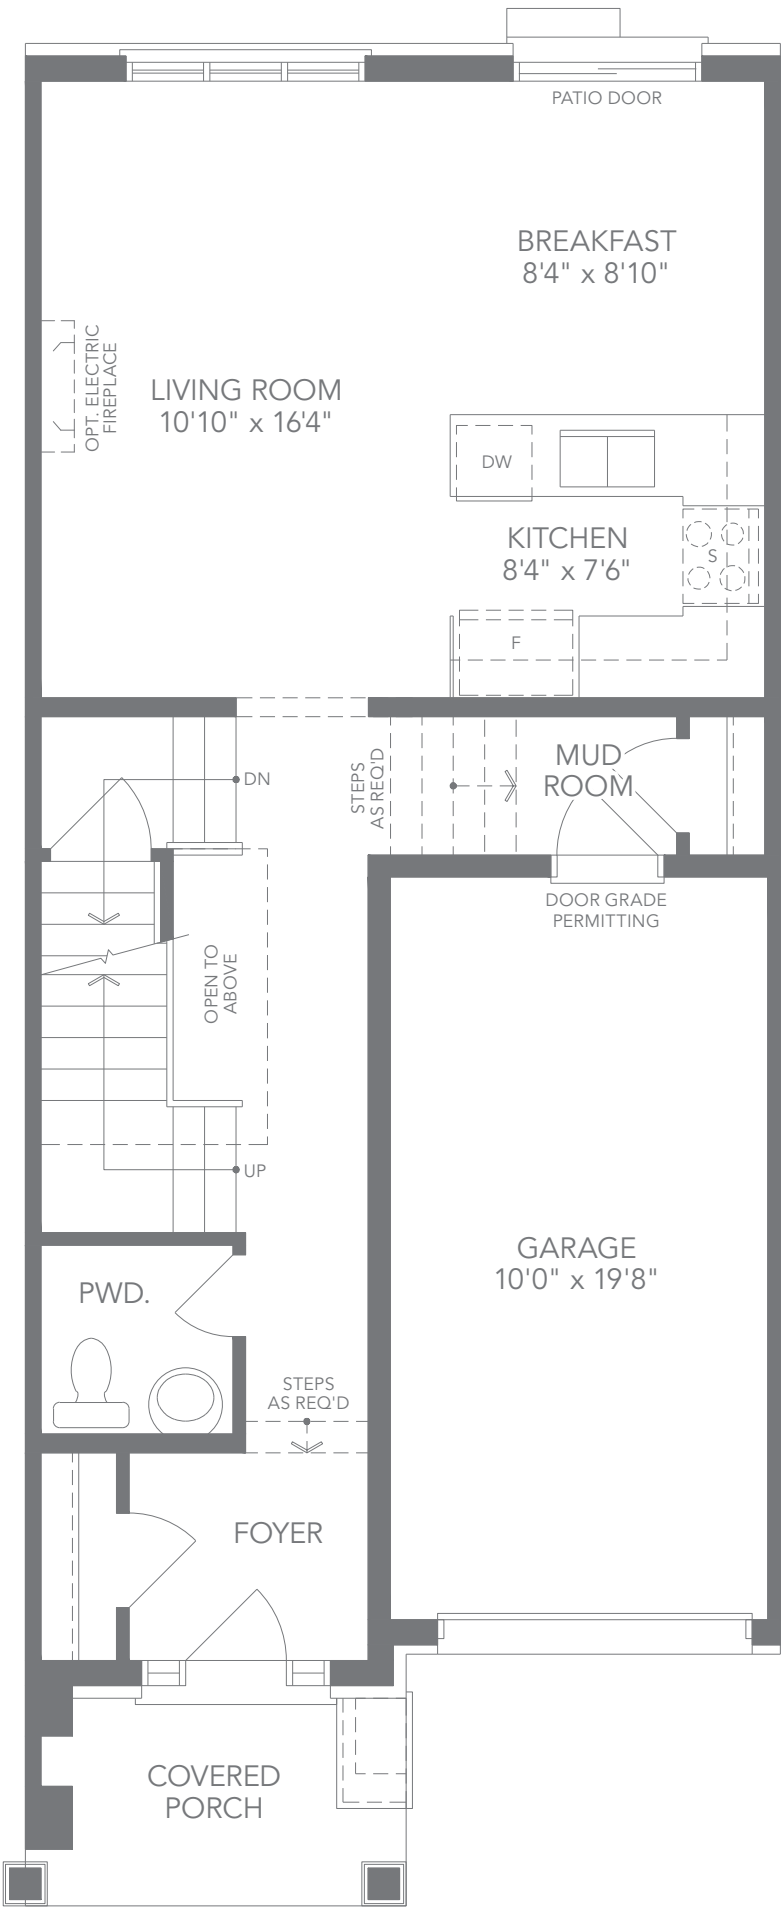 PATIO DOOR
BREAKFAST
8'4" x 8'10"
OPT. ELECTRIC
FIREPLACE
LIVING ROOM
10'10" x 16'4"
DW
KITCHEN
8'4" x 7'6"
S
F
DN
STEPS
AS REQ'D
MUD
ROOM
DOOR GRADE
PERMITTING
OPEN TO
ABOVE
UP
GARAGE
10'0" x 19'8"
PWD.
STEPS
AS REQ'D
FOYER
COVERED
PORCH